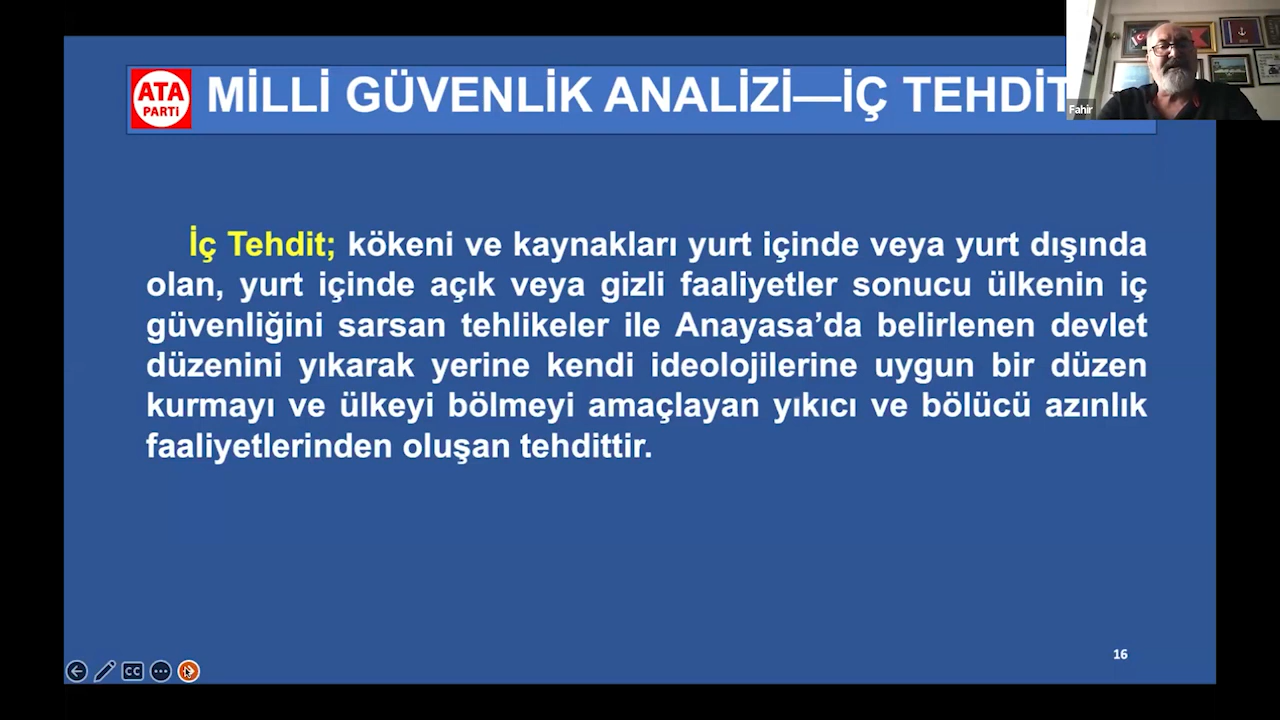 ATA
PARTİ
MİLLİ GÜVENLİK ANALİZİ—İÇ TEHDİT
Fahir
İç Tehdit; kökeni ve kaynakları yurt içinde veya yurt dışında
olan, yurt içinde açık veya gizli faaliyetler sonucu ülkenin iç
güvenliğini sarsan tehlikeler ile Anayasa’da belirlenen devlet
düzenini yıkarak yerine kendi ideolojilerine uygun bir düzen
kurmayı ve ülkeyi bölmeyi amaçlayan yıkıcı ve bölücü azınlık
faaliyetlerinden oluşan tehdittir.
16
CC